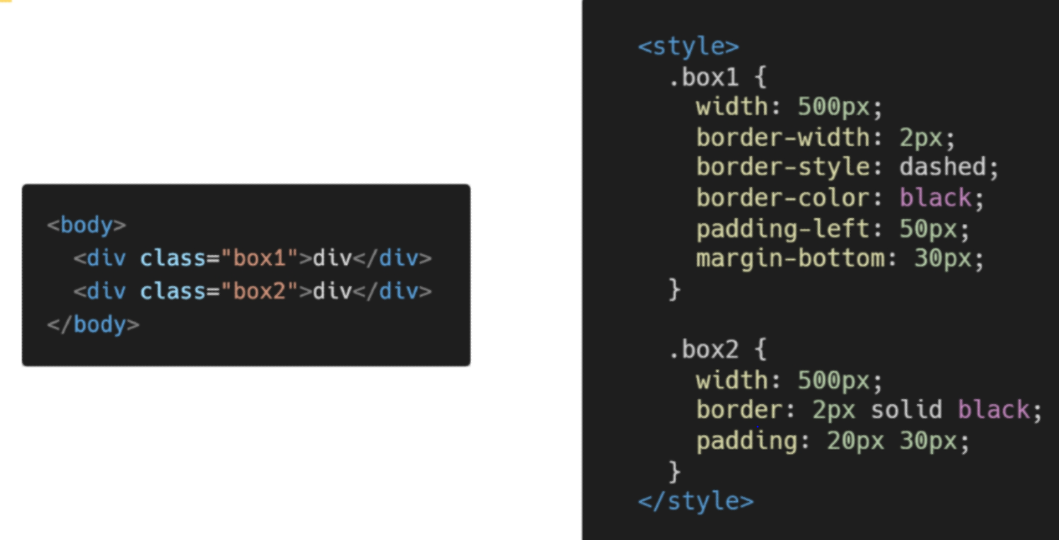 <body>
  <div class="box1">div</div>
  <div class="box2">div</div>
</body>
<style>
  .box1 {
    width: 500px;
    border-width: 2px;
    border-style: dashed;
    border-color: black;
    padding-left: 50px;
    margin-bottom: 30px;
  }

  .box2 {
    width: 500px;
    border: 2px solid black;
    padding: 20px 30px;
  }
</style>